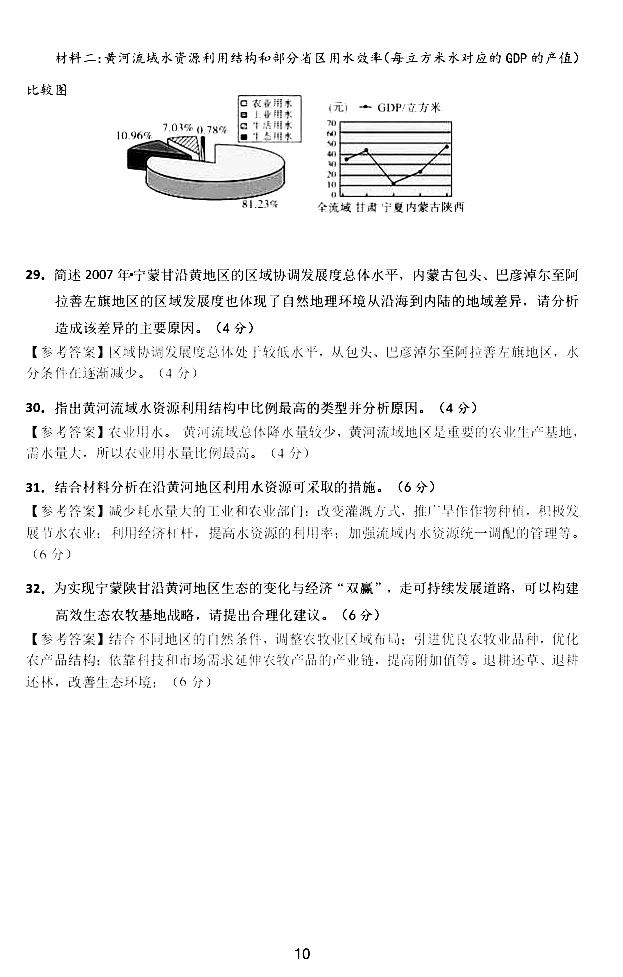 材料二:黄河流域水资源利用结构和部分省区用水效率(每立方米水对应的 GDP 的产值)
比较图
农业用水
工业用水
生活用水
生态用水
10.96%
7.03%
0.78%
81.23%
(元) GDP/立方米
70
60
50
40
30
20
10
0
全流域 甘肃 宁夏 内蒙古 陕西
29. 简述 2007 年宁蒙甘沿黄地区的区域协调发展度总体水平，内蒙古包头、巴彦淖尔至阿
拉善左旗地区的区域发展度也体现了自然地理环境从沿海到内陆的地域差异，请分析
造成该差异的主要原因。（4 分）
【参考答案】区域协调发展度总体处于较低水平，从包头、巴彦淖尔至阿拉善左旗地区，水
分条件在逐渐减少。（4 分）
30. 指出黄河流域水资源利用结构中比例最高的类型并分析原因。（4 分）
【参考答案】农业用水。 黄河流域总体降水量较少，黄河流域地区是重要的农业生产基地，
需水量大，所以农业用水量比例最高。（4 分）
31. 结合材料分析在沿黄河地区利用水资源可采取的措施。（6 分）
【参考答案】减少耗水量大的工业和农业部门；改变灌溉方式，推广旱作作物种植，积极发
展节水农业；利用经济杠杆，提高水资源的利用率；加强流域内水资源统一调配的管理等。
（6 分）
32. 为实现宁蒙陕甘沿黄河地区生态的变化与经济“双赢”，走可持续发展道路，可以构建
高效生态农牧基地战略，请提出合理化建议。（6 分）
【参考答案】结合不同地区的自然条件，调整农牧业区域布局；引进优良农牧业品种，优化
农产品结构；依靠科技和市场需求延伸农牧产品的产业链，提高附加值等。退耕还草、退耕
还林，改善生态环境；（6 分）
10